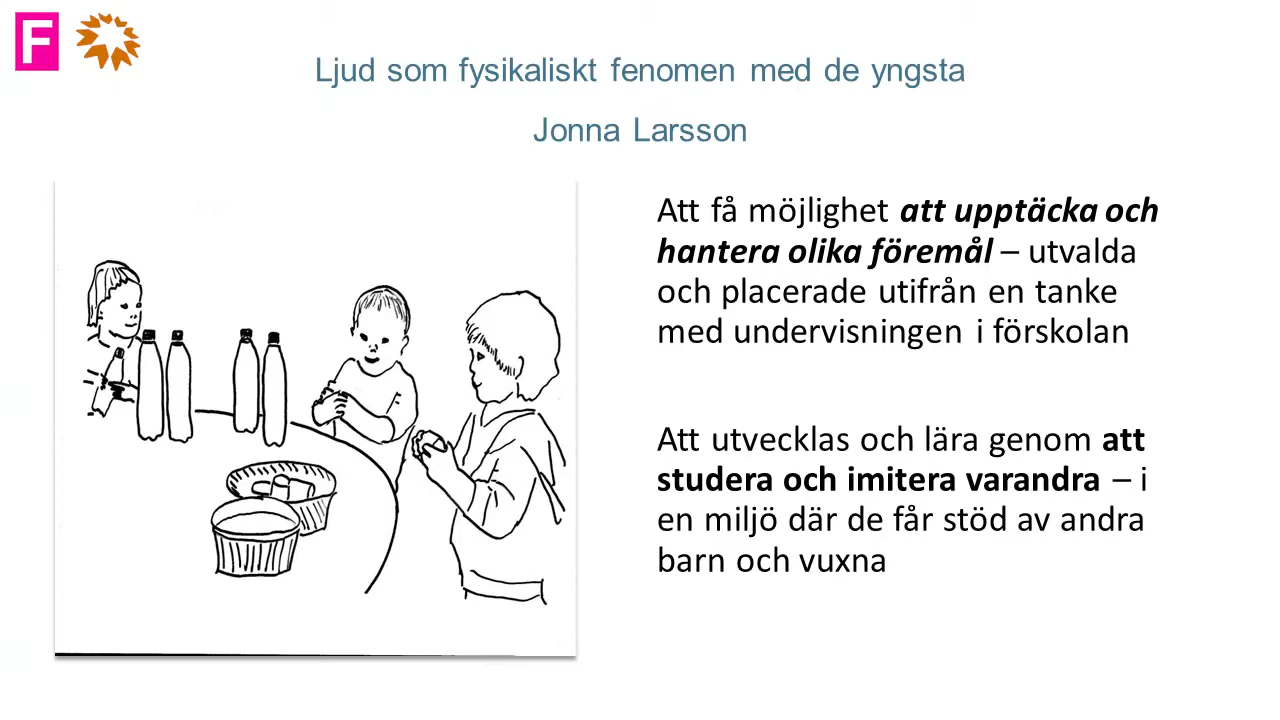 F
Ljud som fysikaliskt fenomen med de yngsta
Jonna Larsson
Att få möjlighet att upptäcka och
hantera olika föremål – utvalda
och placerade utifrån en tanke
med undervisningen i förskolan
Att utvecklas och lära genom att
studera och imitera varandra – i
en miljö där de får stöd av andra
barn och vuxna